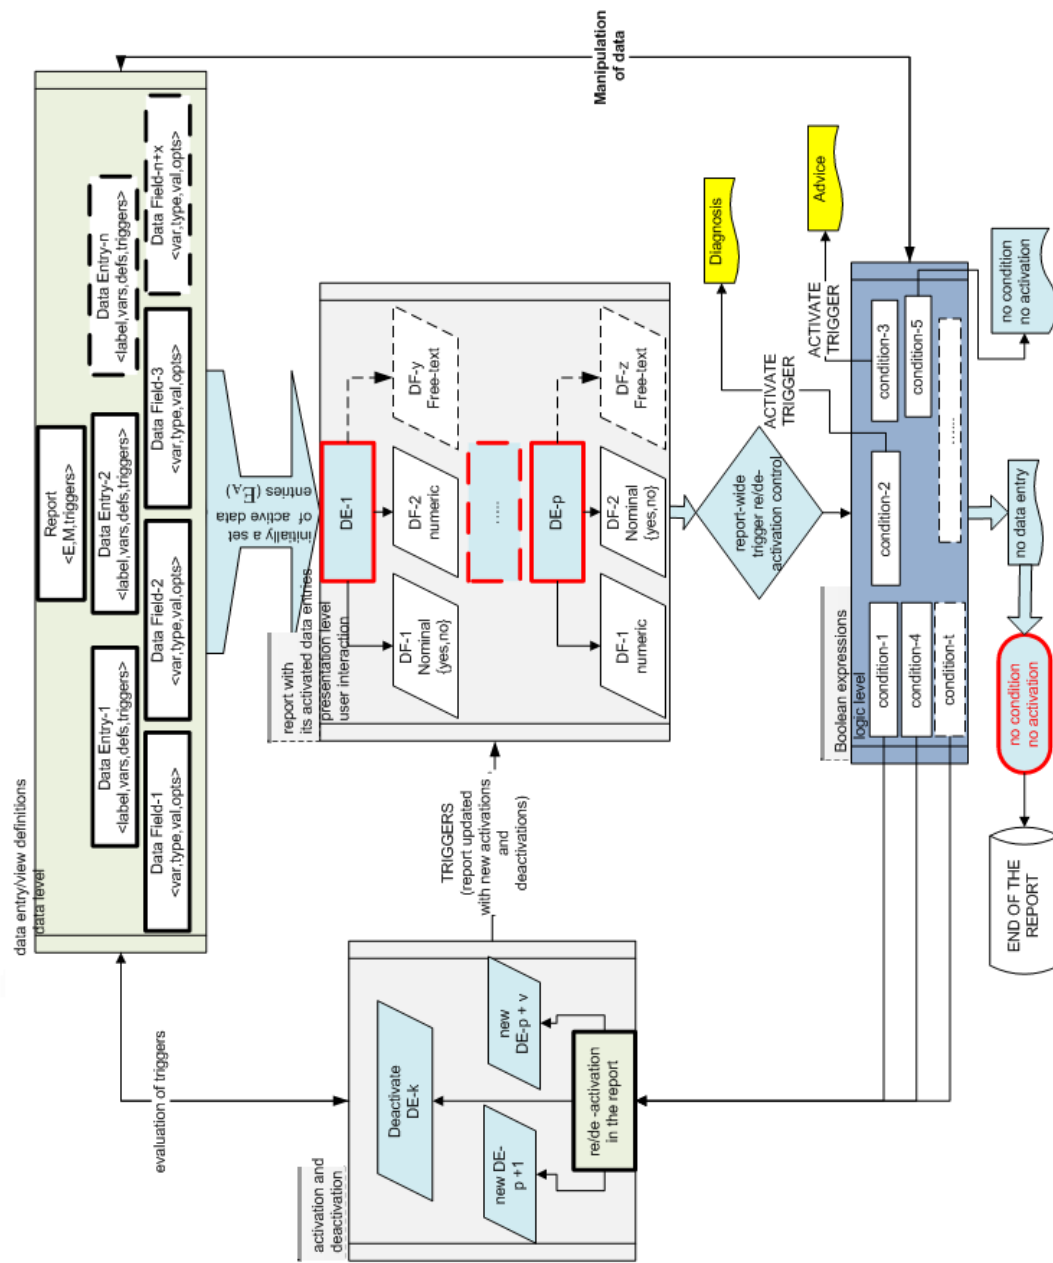 data entry/view definitions
data level
Report
<E,M,triggers>
Data Entry-1
<label,vars,defs,triggers>
Data Entry-2
<label,vars,defs,triggers>
Data Entry-n
<label,vars,defs,triggers>
Data Field-1
<var,type,val,opts>
Data Field-2
<var,type,val,opts>
Data Field-3
<var,type,val,opts>
Data Field-n+x
<var,type,val,opts>
evaluation of triggers
initially a set
of active data
entries (EA)
Manipulation
of data
activation and
deactivation
Deactivate
DE-k
new DE-
p +1
new
DE-p + v
re/de -activation
in the report
TRIGGERS
(report updated
with new activations
and
deactivations)
report with
its activated data entries
presentation level
user interaction
DE-1
DF-1
Nominal
{yes,no}
DF-2
numeric
DF-y
Free-text
......
DE-p
DF-1
numeric
DF-2
Nominal
{yes,no}
DF-z
Free-text
report-wide
trigger re/de-
activation control
ACTIVATE
TRIGGER
Diagnosis
ACTIVATE
TRIGGER
Advice
Boolean expressions
logic level
condition-1
condition-4
condition-t
condition-2
condition-3
condition-5
......
no condition
no activation
no data entry
no condition
no activation
END OF THE
REPORT